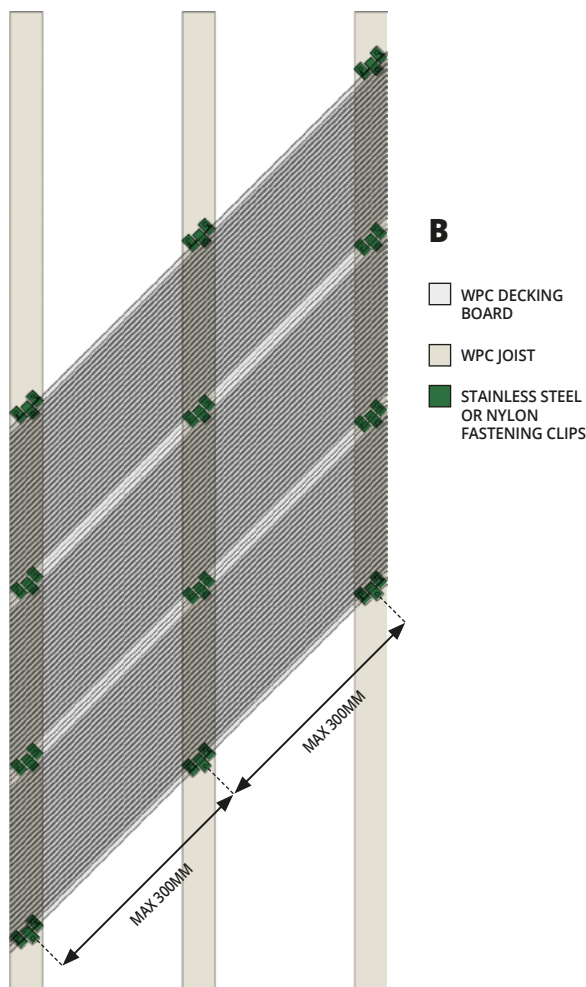 B
WPC DECKING
BOARD
WPC JOIST
STAINLESS STEEL
OR NYLON
FASTENING CLIPS
MAX 300MM
MAX 300MM